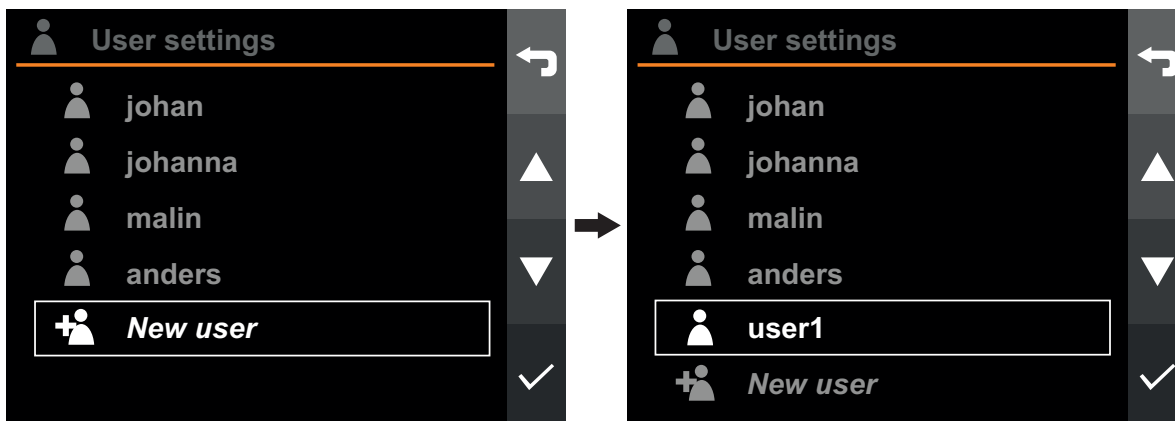 User settings
johan
johanna
malin
anders
New user
User settings
johan
johanna
malin
anders
user1
New user